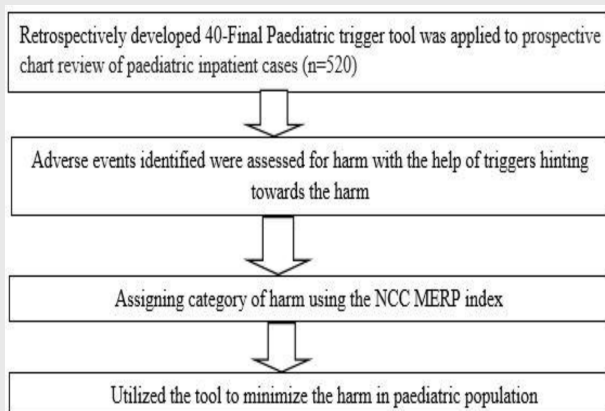 Retrospectively developed 40-Final Paediatric trigger tool was applied to prospective
chart review of paediatric inpatient cases (n=520)
Adverse events identified were assessed for harm with the help of triggers hinting
towards the harm
Assigning category of harm using the NCC MERP index
Utilized the tool to minimize the harm in paediatric population